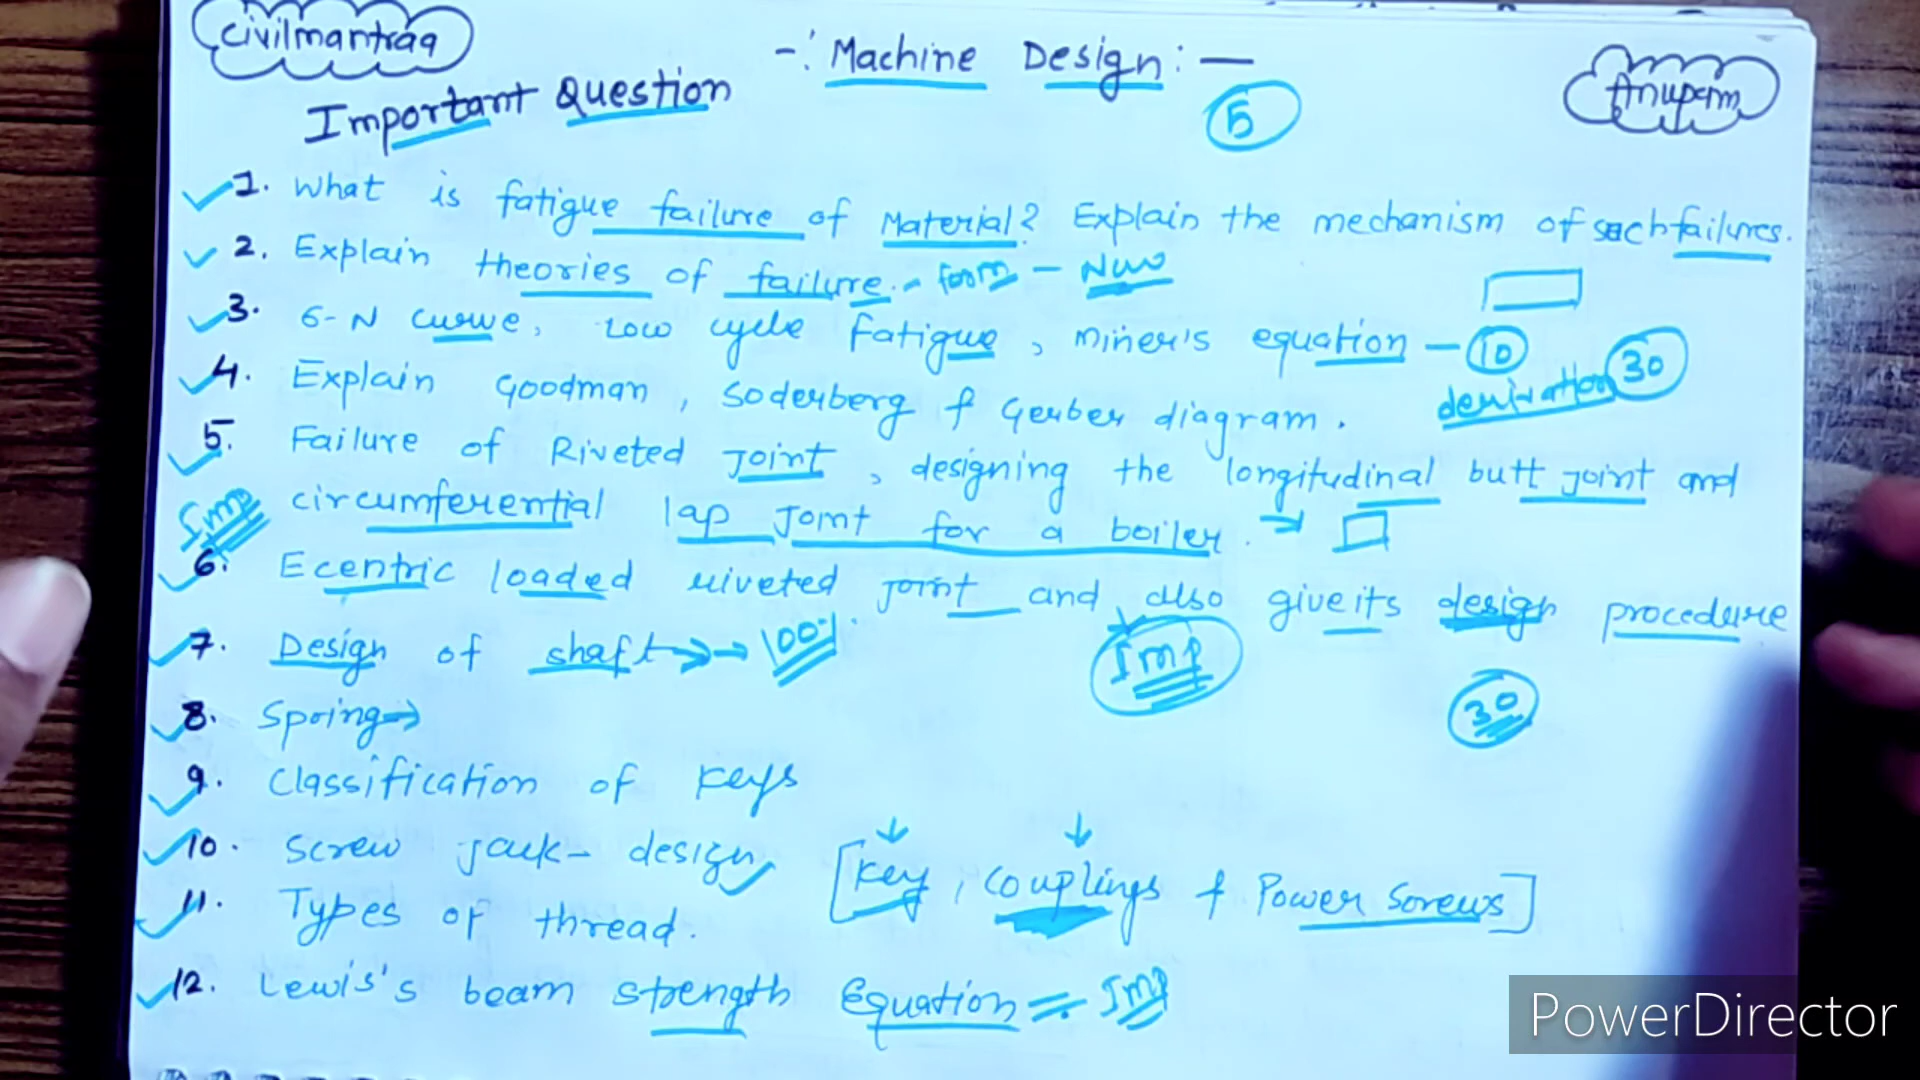 civilmantraa
-: Machine Design: -
Anupam
Important Question
5
1. What is fatigue failure of Material? Explain the mechanism of such failures.
2. Explain theories of failure. - form - Nwo
3. 6-N curve, Low cycle fatigue, Miner's equation - 10
4. Explain Goodman, Soderberg & Gerber diagram. derivation 30
5. Failure of Riveted Joint, designing the longitudinal butt joint and
Imp circumferential lap Joint for a boiler. →
6. Ecentric loaded riveted joint and also give its design procedure
Imp
7. Design of shaft →→ 100%.
30
8. Spring →
9. Classification of keys
10. Screw jack - design
[key, couplings & Power Screws]
11. Types of thread.
12. Lewis's beam strength Equation = Imp
PowerDirector